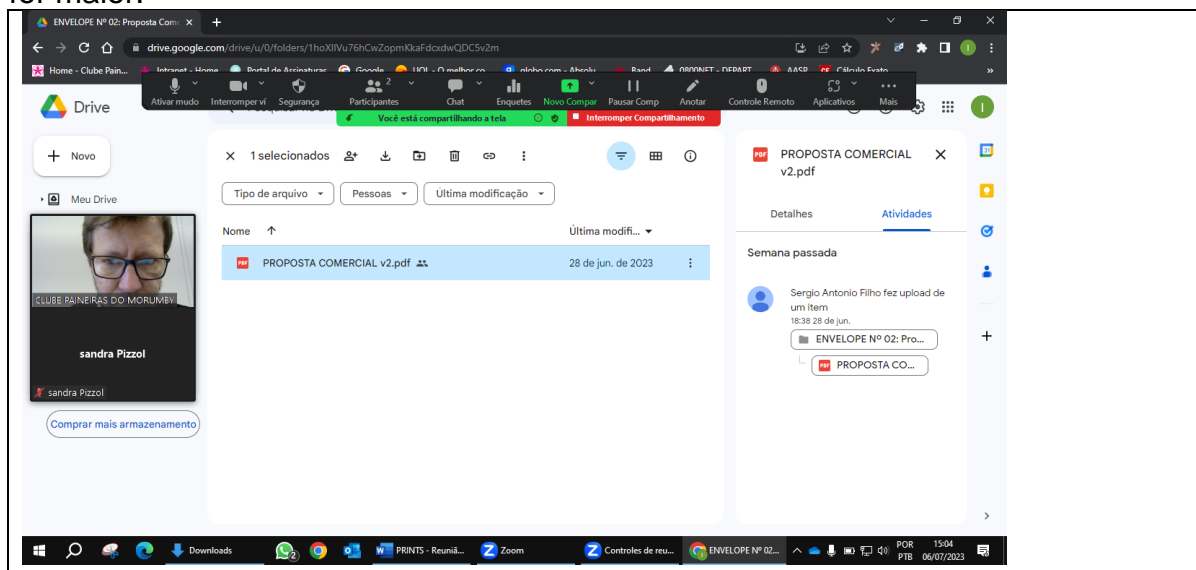 ENVELOPE Nº 02: Proposta Come
drive.google.com/drive/u/0/folders/1hoXIIVu76hCwZopmKkaFdcxdwQDC5v2m
Home - Clube Pain...
Intranet - Home
Portal de Assinaturas
Google
UOL - O melhor co
globo.com - Absolu
Band
0800NET - DEPART
AASP
Cálculo Exato
»
Ativar mudo
Interromper ví
Segurança
2
Participantes
Chat
Enquetes
Novo Compar
Pausar Comp
Anotar
Controle Remoto
Aplicativos
Mais
Você está compartilhando a tela
Interromper Compartilhamento
Drive
I
Novo
Meu Drive
1 selecionados
Tipo de arquivo
Pessoas
Última modificação
Nome
Última modifi...
PDF PROPOSTA COMERCIAL v2.pdf
28 de jun. de 2023
CLUBE PAINEIRAS DO MORUMBY
sandra Pizzol
sandra Pizzol
Comprar mais armazenamento
PDF PROPOSTA COMERCIAL
v2.pdf
Detalhes
Atividades
Semana passada
Sergio Antonio Filho fez upload de
um item
18:38 28 de jun.
ENVELOPE Nº 02: Pro...
PDF PROPOSTA CO...
31
Downloads
2
PRINTS - Reuniã...
Zoom
Controles de reu...
ENVELOPE Nº 02...
POR
PTB
15:04
06/07/2023